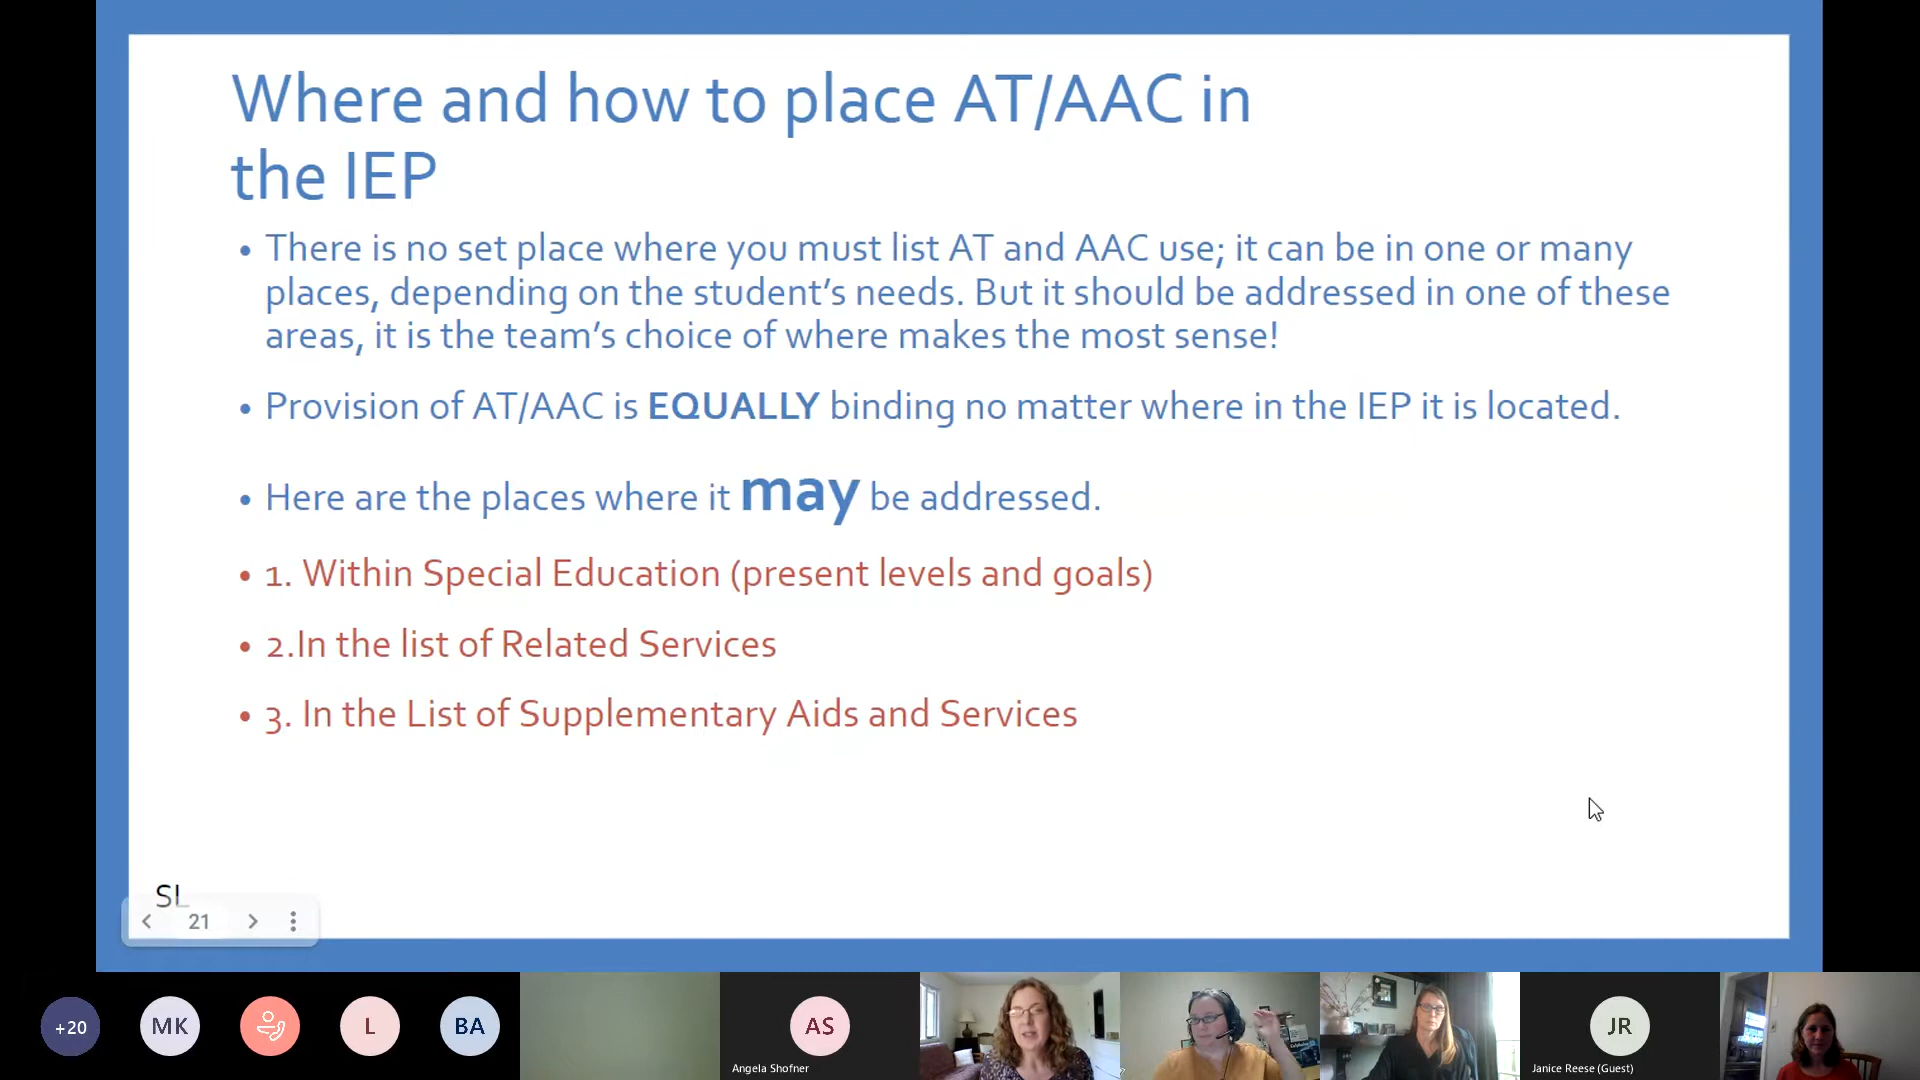 Where and how to place AT/AAC in
the IEP
• There is no set place where you must list AT and AAC use; it can be in one or many
places, depending on the student’s needs. But it should be addressed in one of these
areas, it is the team’s choice of where makes the most sense!
• Provision of AT/AAC is EQUALLY binding no matter where in the IEP it is located.
• Here are the places where it may be addressed.
• 1. Within Special Education (present levels and goals)
• 2.In the list of Related Services
• 3. In the List of Supplementary Aids and Services
SL
21
+20
MK
L
BA
AS
Angela Shofner
JR
Janice Reese (Guest)